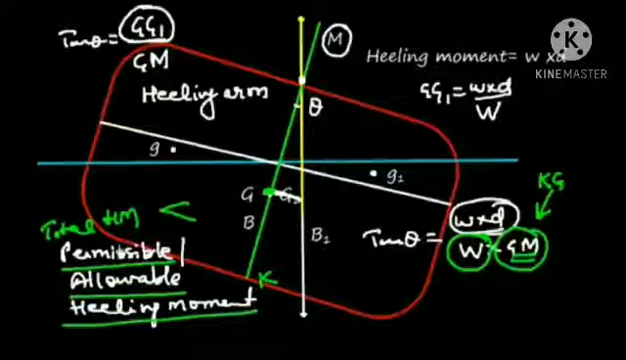 Tanθ = GG₁
GM
M
K
KINEMASTER
Heeling moment= w xd
Heeling arm
GG₁ = w×d
W
θ
g
g₁
KG
G
G₁
B
B₁
Total HM <
Permissible |
Allowable
Heeling moment
K
Tanθ = w×d
W × GM